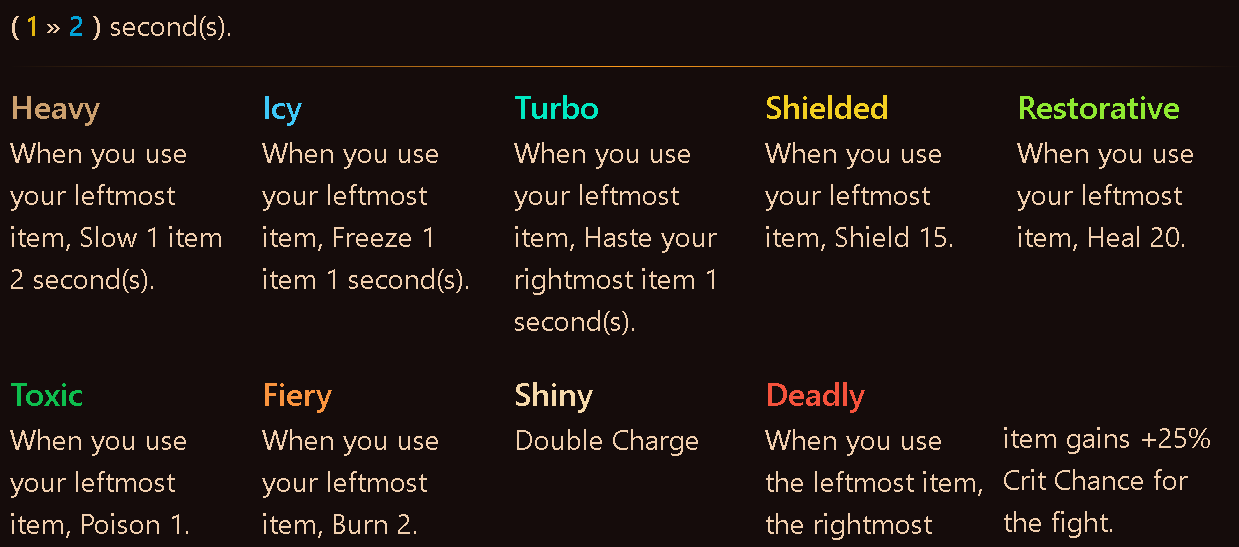 ( 1 » 2 ) second(s).
Heavy
When you use
your leftmost
item, Slow 1 item
2 second(s).
Icy
When you use
your leftmost
item, Freeze 1
item 1 second(s).
Turbo
When you use
your leftmost
item, Haste your
rightmost item 1
second(s).
Shielded
When you use
your leftmost
item, Shield 15.
Restorative
When you use
your leftmost
item, Heal 20.
Toxic
When you use
your leftmost
item, Poison 1.
Fiery
When you use
your leftmost
item, Burn 2.
Shiny
Double Charge
Deadly
When you use
the leftmost item,
the rightmost
item gains +25%
Crit Chance for
the fight.